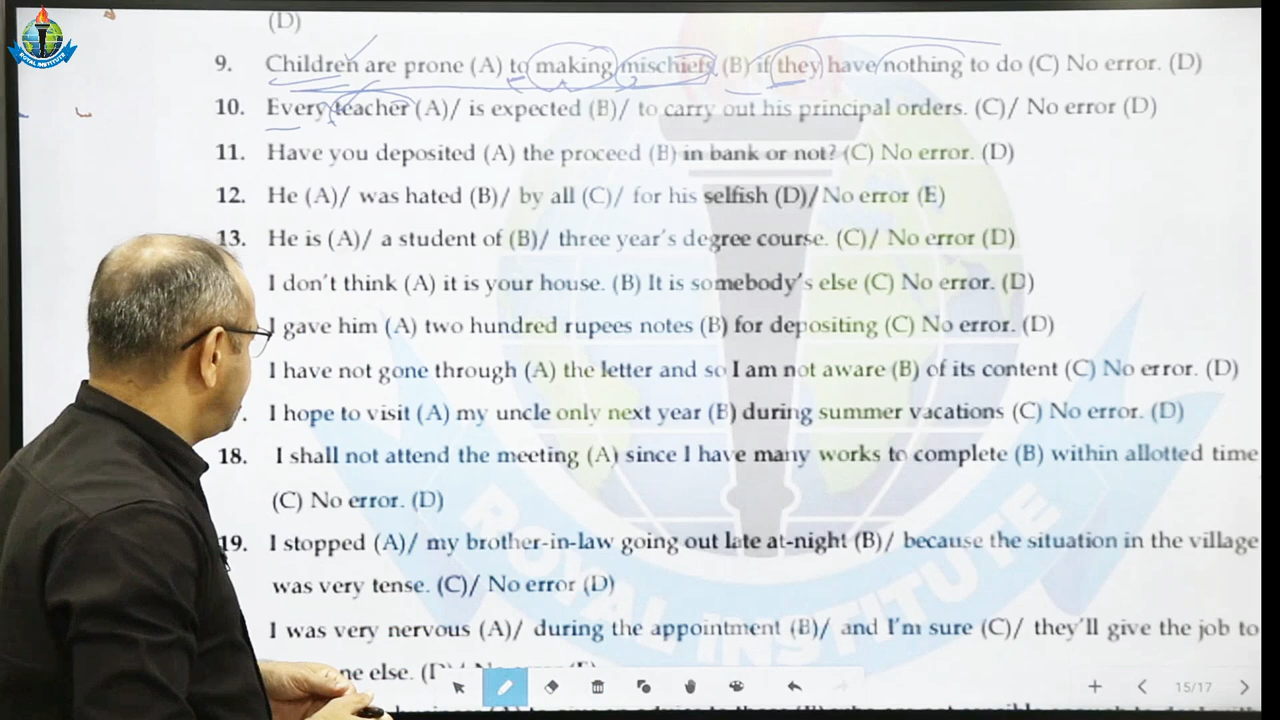 (D)
ROYAL INSTITUTE
9. Children are prone (A) to making mischiefs (B) if they have nothing to do (C) No error. (D)
10. Every teacher (A)/ is expected (B)/ to carry out his principal orders. (C)/ No error (D)
11. Have you deposited (A) the proceed (B) in bank or not? (C) No error. (D)
12. He (A)/ was hated (B)/ by all (C)/ for his selfish (D)/ No error (E)
13. He is (A)/ a student of (B)/ three year's degree course. (C)/ No error (D)
I don't think (A) it is your house. (B) It is somebody's else (C) No error. (D)
I gave him (A) two hundred rupees notes (B) for depositing (C) No error. (D)
I have not gone through (A) the letter and so I am not aware (B) of its content (C) No error. (D)
I hope to visit (A) my uncle only next year (B) during summer vacations (C) No error. (D)
18. I shall not attend the meeting (A) since I have many works to complete (B) within allotted time
(C) No error. (D)
19. I stopped (A)/ my brother-in-law going out late at-night (B)/ because the situation in the village
was very tense. (C)/ No error (D)
I was very nervous (A)/ during the appointment (B)/ and I'm sure (C)/ they'll give the job to
else.
15/17
ROYAL INSTITUTE